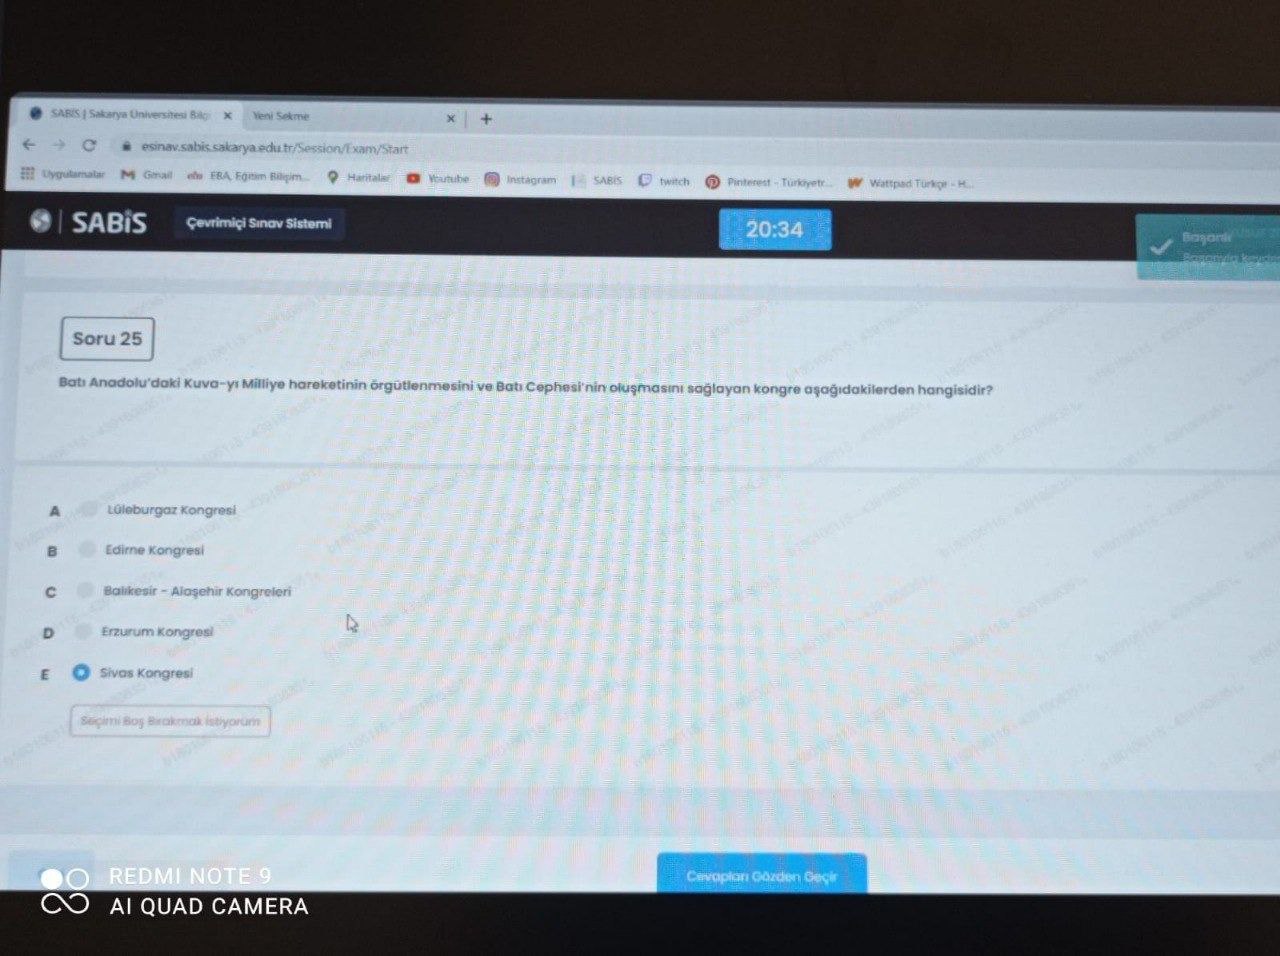 SABİS | Sakarya Üniversitesi Bilgi
Yeni Sekme
esinav.sabis.sakarya.edu.tr/Session/Exam/Start
Uygulamalar
Gmail
EBA, Eğitim Bilişim...
Haritalar
Youtube
Instagram
SABİS
twitch
Pinterest - Türkiyetr...
Wattpad Türkçe - H...
SABİS
Çevrimiçi Sınav Sistemi
20:34
Başarılı
Başarıyla
Soru 25
Batı Anadolu'daki Kuva-yı Milliye hareketinin örgütlenmesini ve Batı Cephesi'nin oluşmasını sağlayan kongre aşağıdakilerden hangisidir?
A Lüleburgaz Kongresi
B Edirne Kongresi
C Balıkesir - Alaşehir Kongreleri
D Erzurum Kongresi
E Sivas Kongresi
Seçimi Boş Bırakmak İstiyorum
Cevapları Gözden Geçir
REDMI NOTE 9
AI QUAD CAMERA